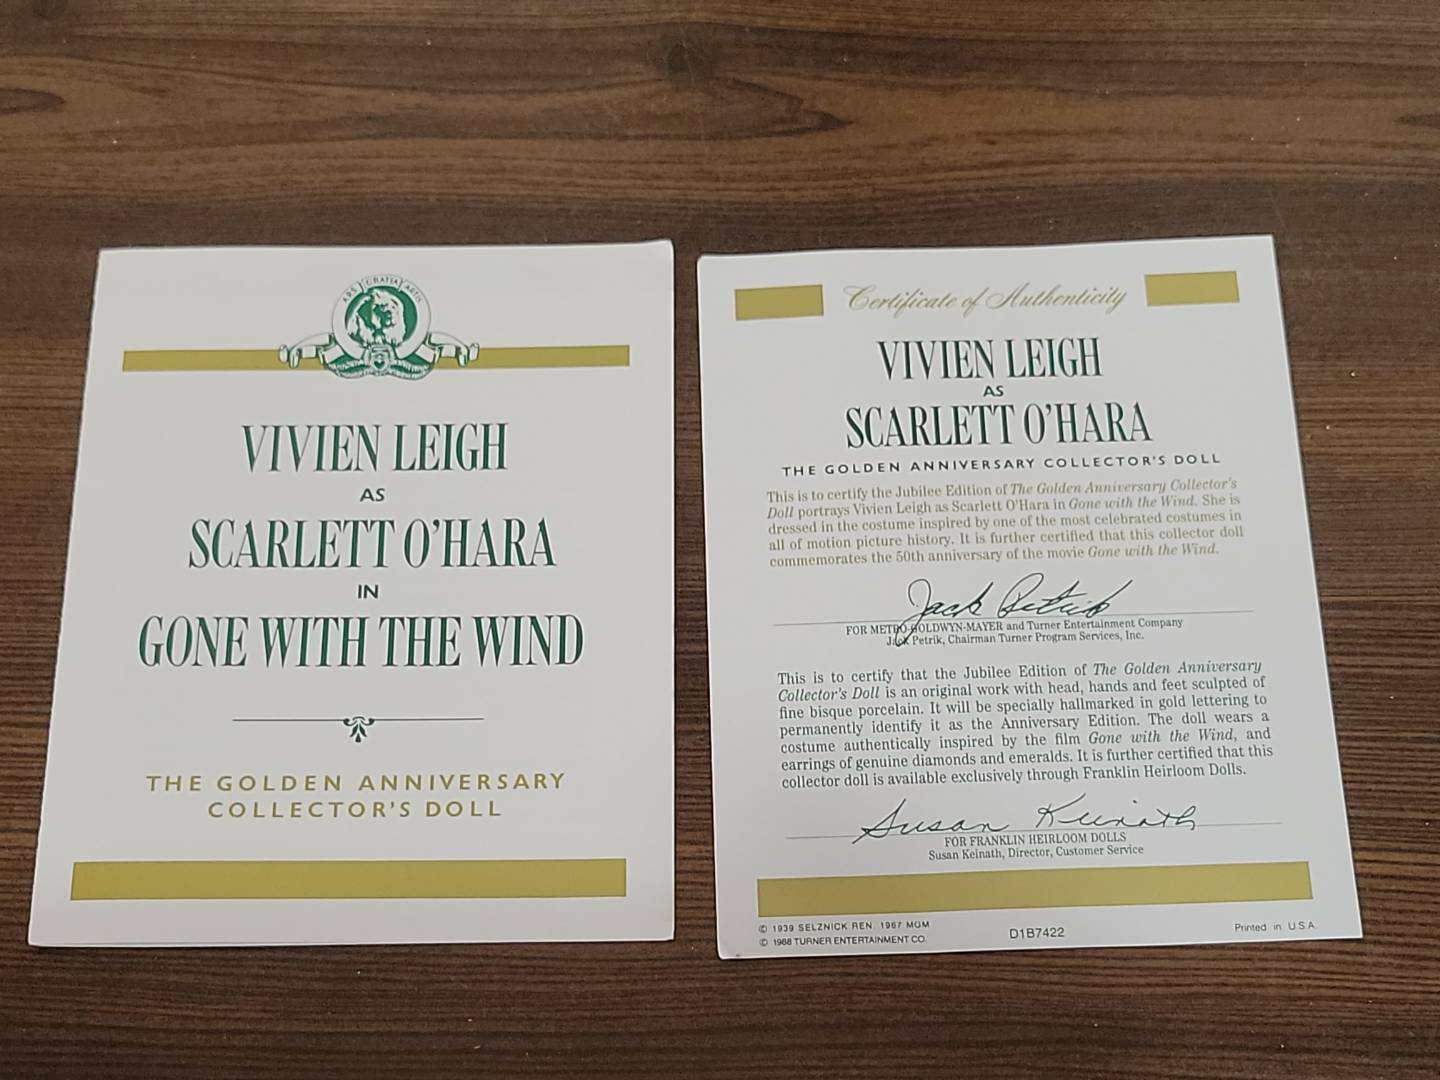 ARS GRATIA ARTIS
VIVIEN LEIGH
AS
SCARLETT O'HARA
IN
GONE WITH THE WIND
THE GOLDEN ANNIVERSARY
COLLECTOR'S DOLL
Certificate of Authenticity
VIVIEN LEIGH
AS
SCARLETT O'HARA
THE GOLDEN ANNIVERSARY COLLECTOR'S DOLL
This is to certify the Jubilee Edition of The Golden Anniversary Collector's
Doll portrays Vivien Leigh as Scarlett O'Hara in Gone with the Wind. She is
dressed in the costume inspired by one of the most celebrated costumes in
all of motion picture history. It is further certified that this collector doll
commemorates the 50th anniversary of the movie Gone with the Wind.
Jack Petrik
FOR METRO-GOLDWYN-MAYER and Turner Entertainment Company
Jack Petrik, Chairman Turner Program Services, Inc.
This is to certify that the Jubilee Edition of The Golden Anniversary
Collector's Doll is an original work with head, hands and feet sculpted of
fine bisque porcelain. It will be specially hallmarked in gold lettering to
permanently identify it as the Anniversary Edition. The doll wears a
costume authentically inspired by the film Gone with the Wind, and
earrings of genuine diamonds and emeralds. It is further certified that this
collector doll is available exclusively through Franklin Heirloom Dolls.
Susan Keinath
FOR FRANKLIN HEIRLOOM DOLLS
Susan Keinath, Director, Customer Service
© 1939 SELZNICK REN. 1967 MGM
© 1988 TURNER ENTERTAINMENT CO.
D1B7422
Printed in U.S.A.